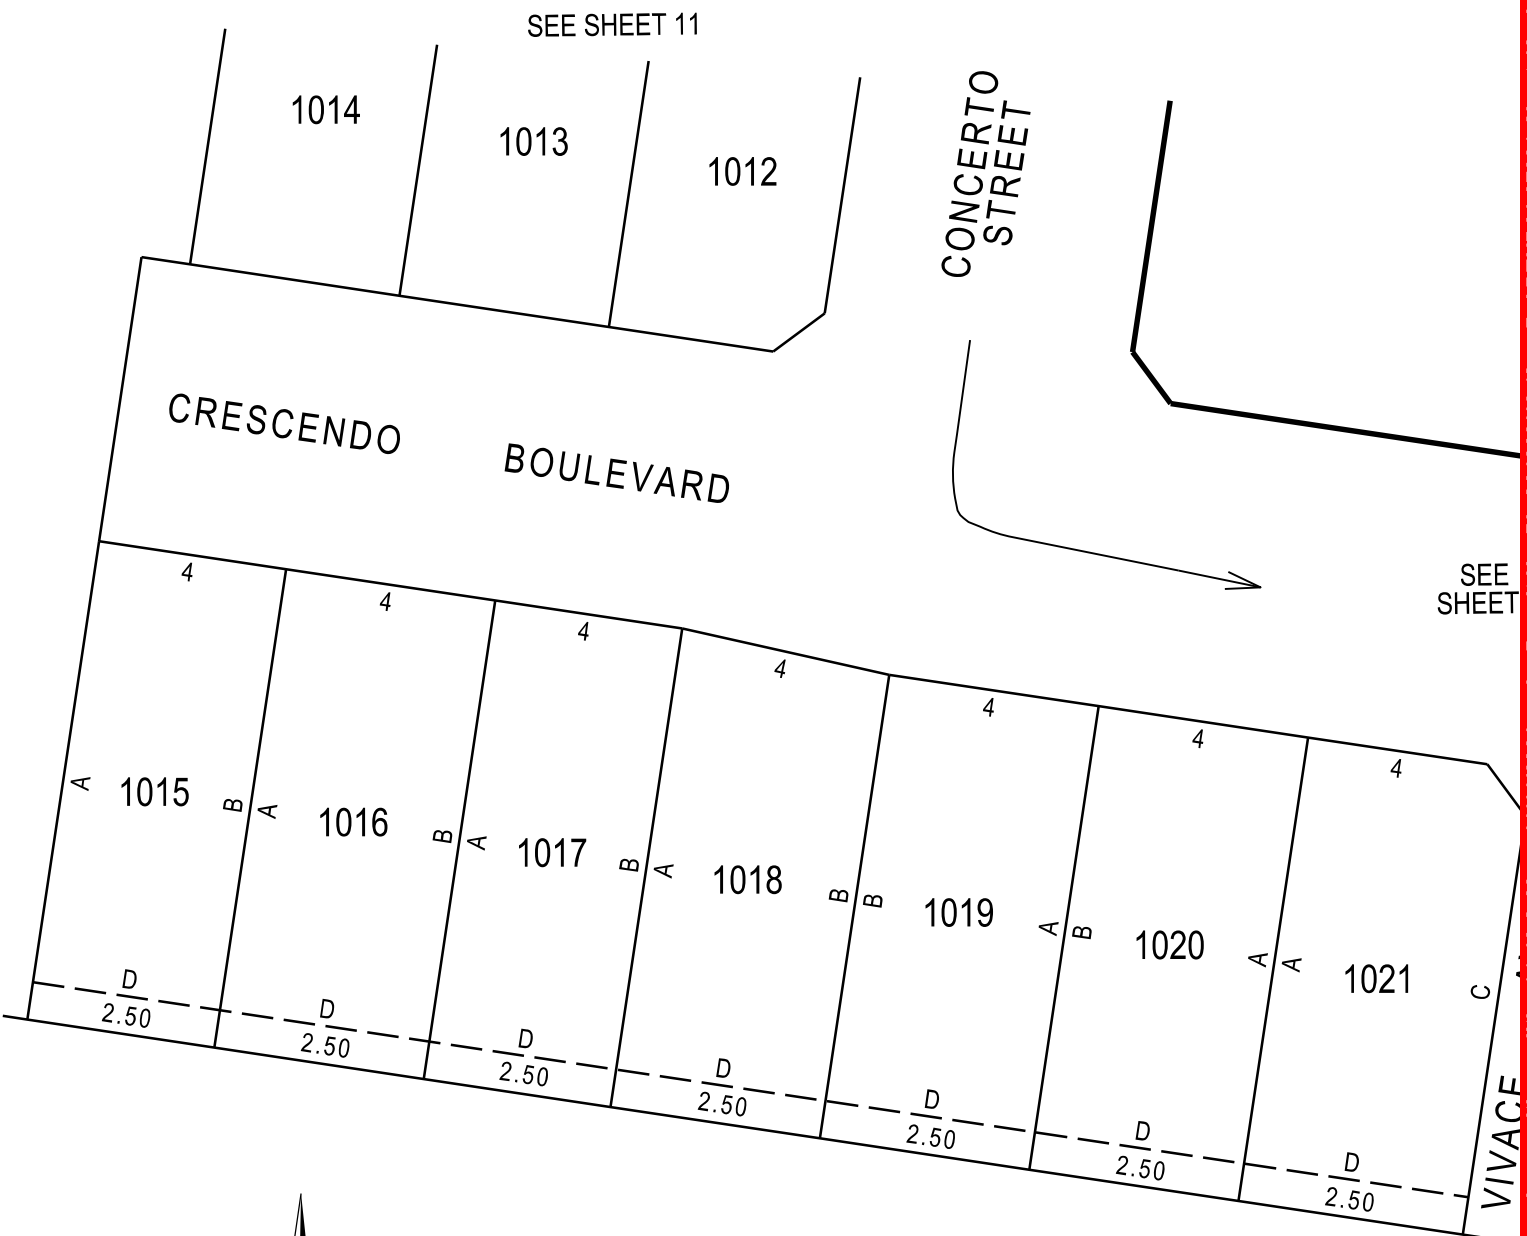 SEE SHEET 11
1014
1013
1012
CONCERTO
STREET
CRESCENDO BOULEVARD
SEE
SHEET
4
4
4
4
4
4
4
A
1015
B
A
1016
B
A
1017
B
A
1018
B
B
1019
A
B
1020
A
A
1021
C
D
2.50
D
2.50
D
2.50
D
2.50
D
2.50
D
2.50
D
2.50
VIVACE